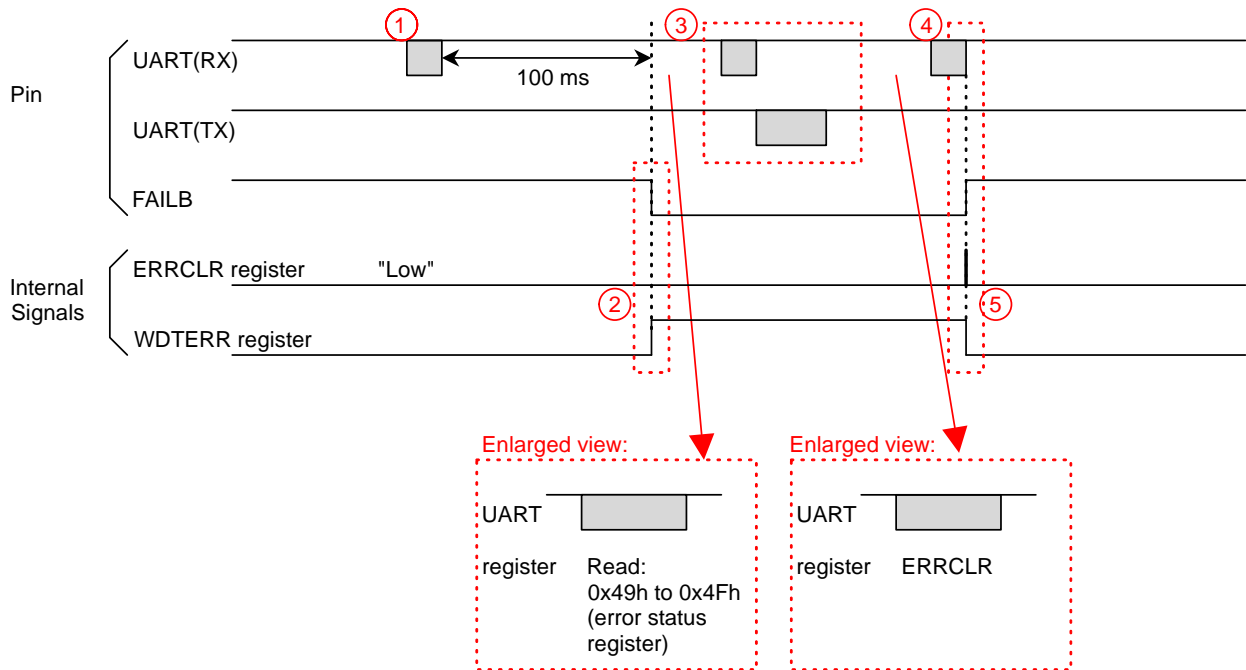 1
3
4
Pin
UART(RX)
100 ms
UART(TX)
FAILB
Internal
Signals
ERRCLR register
"Low"
2
5
WDTERR register
Enlarged view:
UART
register
Read:
0x49h to 0x4Fh
(error status
register)
Enlarged view:
UART
register
ERRCLR